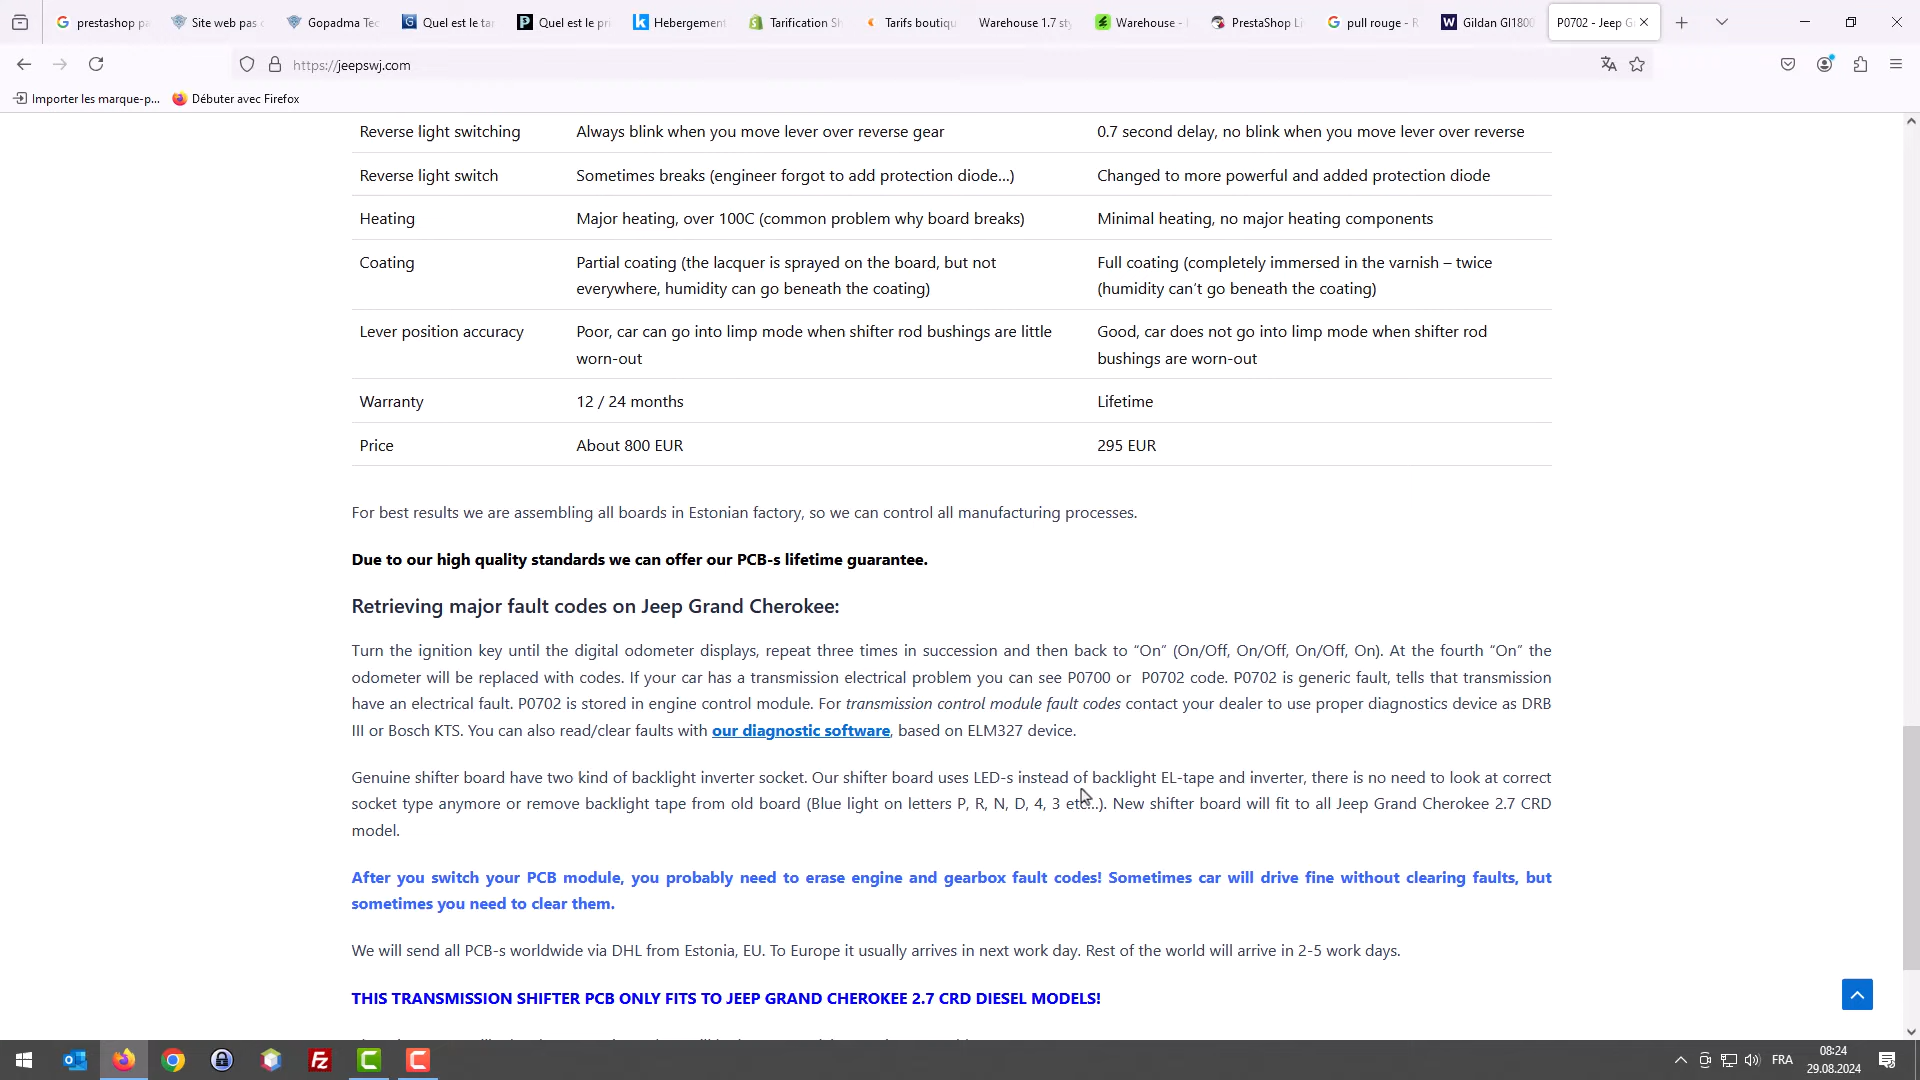 prestashop pa
Site web pas c
Gopadma Tec
Quel est le tar
Quel est le pri
Hebergement
Tarification Sh
Tarifs boutiqu
Warehouse 1.7 sty
Warehouse -
PrestaShop Li
pull rouge - R
Gildan GI1800
P0702 - Jeep G
https://jeepswj.com
Importer les marque-p...
Débuter avec Firefox
Reverse light switching
Always blink when you move lever over reverse gear
0.7 second delay, no blink when you move lever over reverse
Reverse light switch
Sometimes breaks (engineer forgot to add protection diode...)
Changed to more powerful and added protection diode
Heating
Major heating, over 100C (common problem why board breaks)
Minimal heating, no major heating components
Coating
Partial coating (the lacquer is sprayed on the board, but not
everywhere, humidity can go beneath the coating)
Full coating (completely immersed in the varnish – twice
(humidity can’t go beneath the coating)
Lever position accuracy
Poor, car can go into limp mode when shifter rod bushings are little
worn-out
Good, car does not go into limp mode when shifter rod
bushings are worn-out
Warranty
12 / 24 months
Lifetime
Price
About 800 EUR
295 EUR
For best results we are assembling all boards in Estonian factory, so we can control all manufacturing processes.
Due to our high quality standards we can offer our PCB-s lifetime guarantee.
Retrieving major fault codes on Jeep Grand Cherokee:
Turn the ignition key until the digital odometer displays, repeat three times in succession and then back to “On” (On/Off, On/Off, On/Off, On). At the fourth “On” the
odometer will be replaced with codes. If your car has a transmission electrical problem you can see P0700 or P0702 code. P0702 is generic fault, tells that transmission
have an electrical fault. P0702 is stored in engine control module. For transmission control module fault codes contact your dealer to use proper diagnostics device as DRB
III or Bosch KTS. You can also read/clear faults with our diagnostic software, based on ELM327 device.
Genuine shifter board have two kind of backlight inverter socket. Our shifter board uses LED-s instead of backlight EL-tape and inverter, there is no need to look at correct
socket type anymore or remove backlight tape from old board (Blue light on letters P, R, N, D, 4, 3 etc...). New shifter board will fit to all Jeep Grand Cherokee 2.7 CRD
model.
After you switch your PCB module, you probably need to erase engine and gearbox fault codes! Sometimes car will drive fine without clearing faults, but
sometimes you need to clear them.
We will send all PCB-s worldwide via DHL from Estonia, EU. To Europe it usually arrives in next work day. Rest of the world will arrive in 2-5 work days.
THIS TRANSMISSION SHIFTER PCB ONLY FITS TO JEEP GRAND CHEROKEE 2.7 CRD DIESEL MODELS!
FRA
08:24
29.08.2024